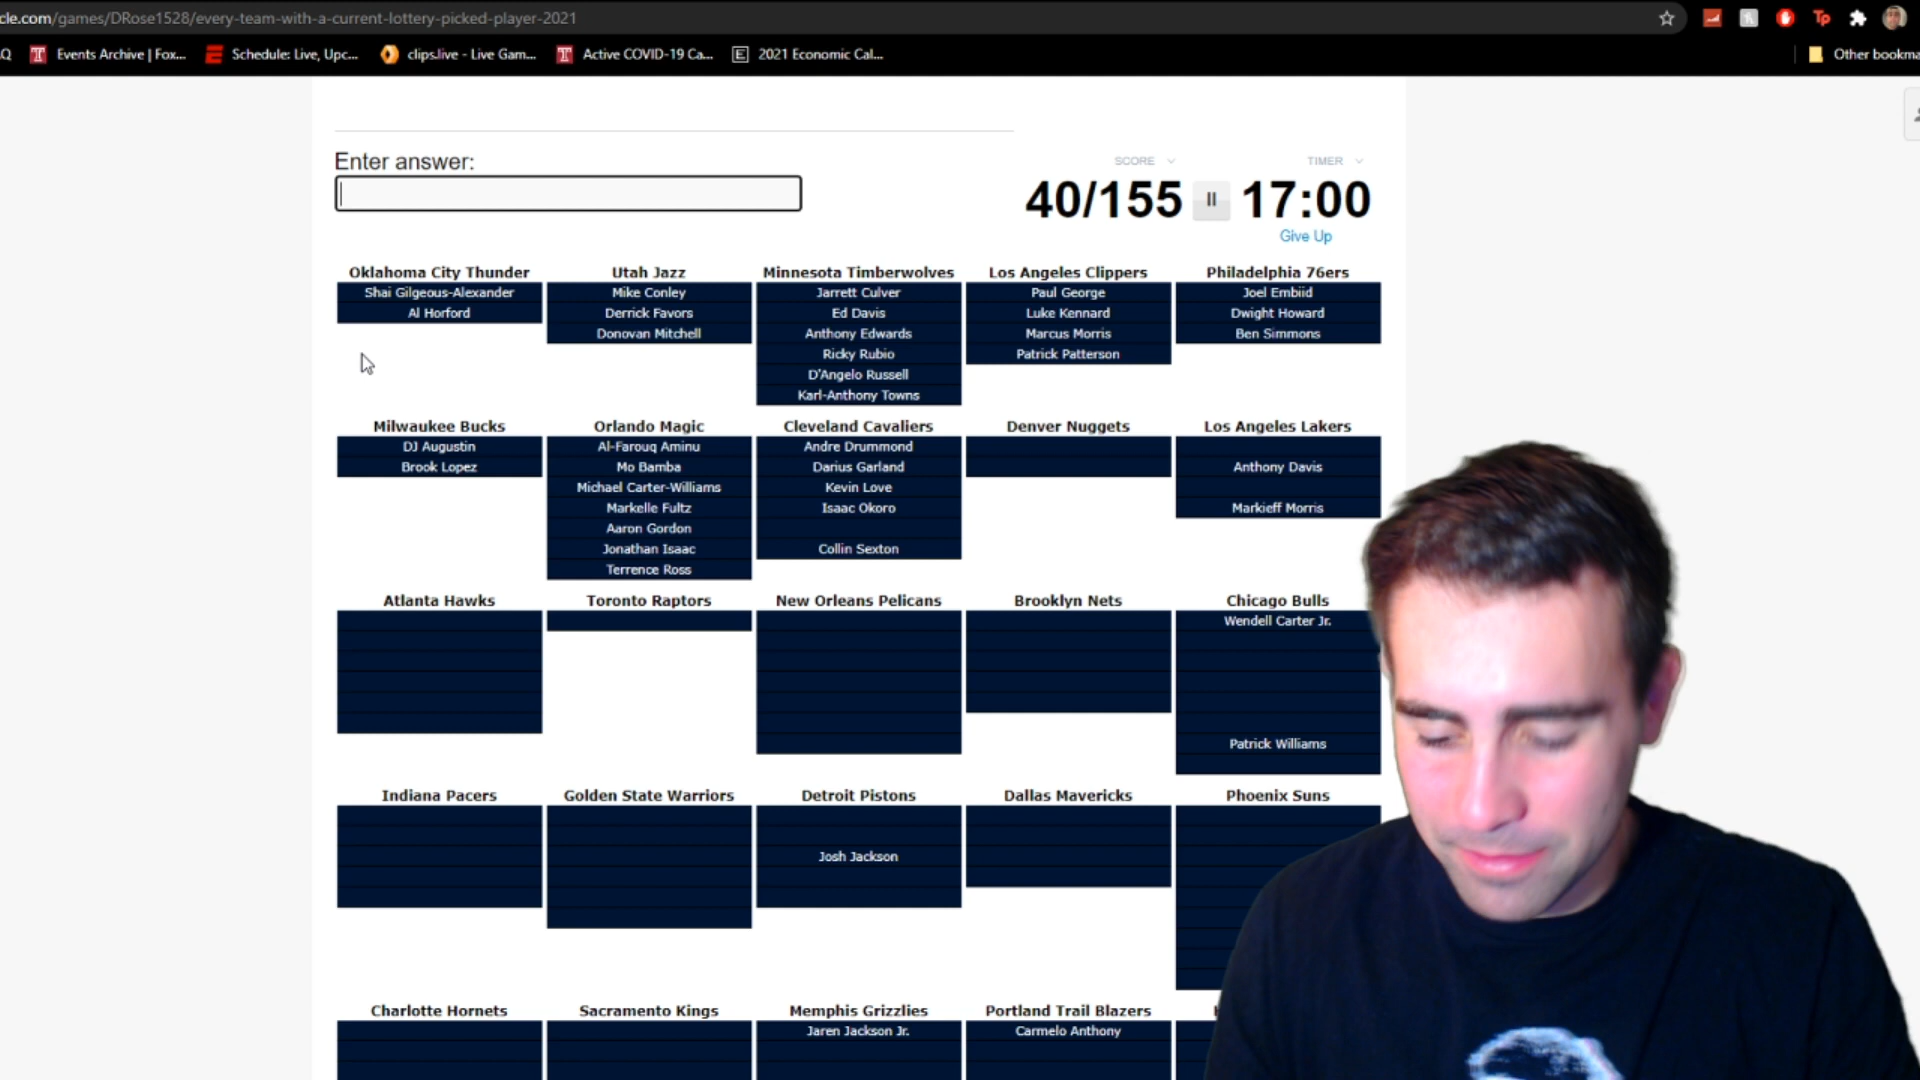 cle.com/games/DRose1528/every-team-with-a-current-lottery-picked-player-2021
Q Events Archive | Fox... Schedule: Live, Upc... clips.live - Live Gam... Active COVID-19 Ca... E 2021 Economic Cal... Other bookma
Enter answer:
SCORE TIMER
40/155 17:00
Give Up
Oklahoma City Thunder Utah Jazz Minnesota Timberwolves Los Angeles Clippers Philadelphia 76ers
Shai Gilgeous-Alexander Mike Conley Jarrett Culver Paul George Joel Embiid
Al Horford Derrick Favors Ed Davis Luke Kennard Dwight Howard
Donovan Mitchell Anthony Edwards Marcus Morris Ben Simmons
Ricky Rubio Patrick Patterson
D'Angelo Russell
Karl-Anthony Towns
Milwaukee Bucks Orlando Magic Cleveland Cavaliers Denver Nuggets Los Angeles Lakers
DJ Augustin Al-Farouq Aminu Andre Drummond
Brook Lopez Mo Bamba Darius Garland Anthony Davis
Michael Carter-Williams Kevin Love
Markelle Fultz Isaac Okoro Markieff Morris
Aaron Gordon
Jonathan Isaac Collin Sexton
Terrence Ross
Atlanta Hawks Toronto Raptors New Orleans Pelicans Brooklyn Nets Chicago Bulls
Wendell Carter Jr.
Patrick Williams
Indiana Pacers Golden State Warriors Detroit Pistons Dallas Mavericks Phoenix Suns
Josh Jackson
Charlotte Hornets Sacramento Kings Memphis Grizzlies Portland Trail Blazers
Jaren Jackson Jr. Carmelo Anthony